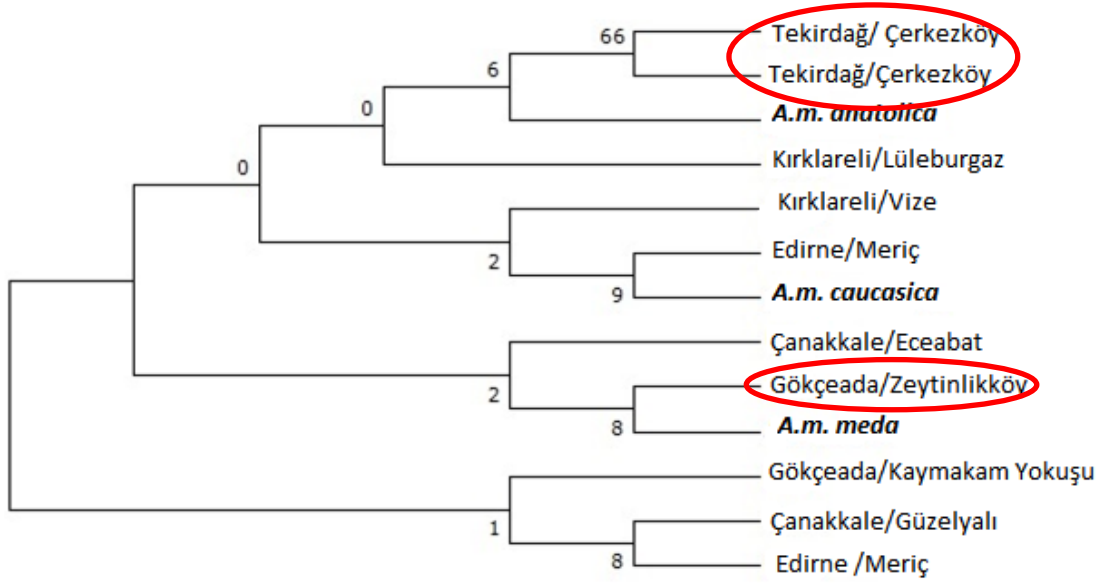 66
Tekirdağ/ Çerkezköy
6
Tekirdağ/Çerkezköy
0
A.m. anatolica
0
Kırklareli/Lüleburgaz
Kırklareli/Vize
2
Edirne/Meriç
9
A.m. caucasica
Çanakkale/Eceabat
2
Gökçeada/Zeytinlikköy
8
A.m. meda
Gökçeada/Kaymakam Yokuşu
1
Çanakkale/Güzelyalı
8
Edirne /Meriç